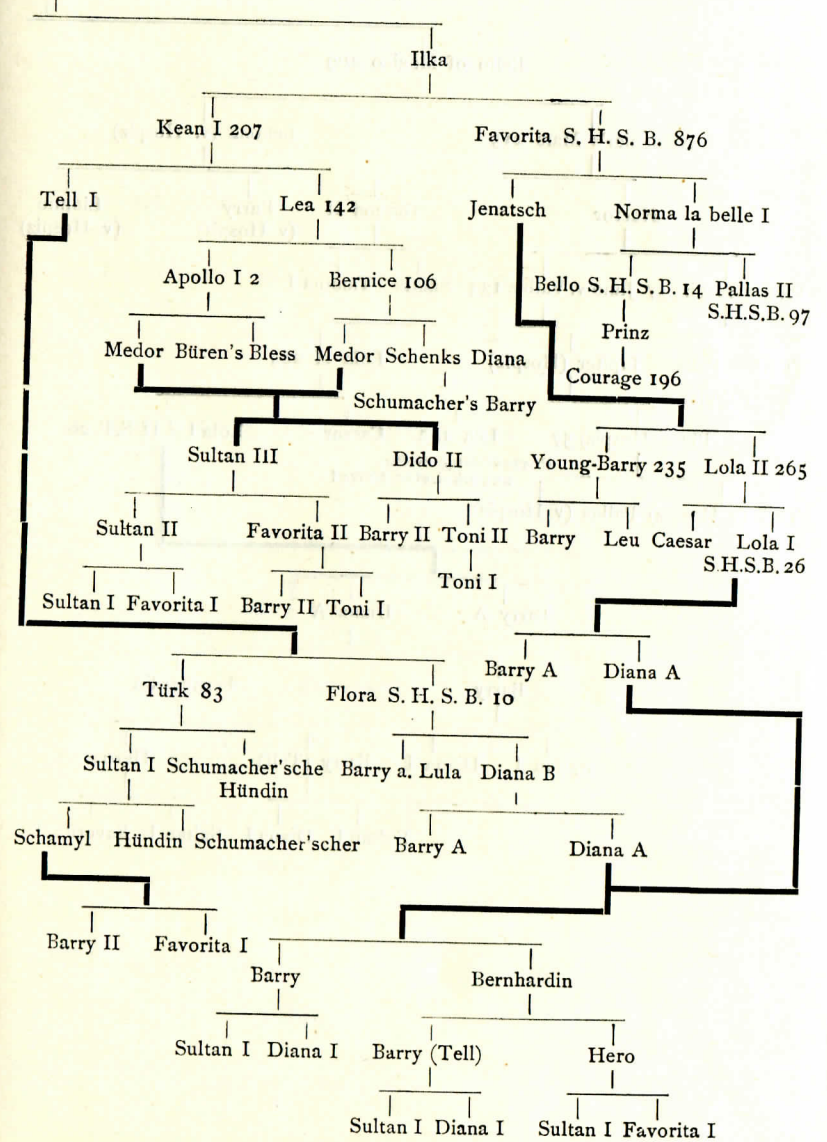 Ilka
Kean I 207
Favorita S. H. S. B. 876
Tell I
Lea 142
Jenatsch
Norma la belle I
Apollo I 2
Bernice 106
Bello S. H. S. B. 14
Pallas II
S.H.S.B. 97
Prinz
Medor Büren's Bless
Medor Schenks Diana
Courage 196
Schumacher's Barry
Sultan III
Dido II
Young-Barry 235
Lola II 265
Sultan II
Favorita II
Barry II
Toni II
Barry
Leu
Caesar
Lola I
S.H.S.B. 26
Toni I
Sultan I Favorita I
Barry II Toni I
Barry A
Diana A
Türk 83
Flora S. H. S. B. 10
Sultan I Schumacher'sche
Hündin
Barry a. Lula
Diana B
Schamyl
Hündin Schumacher'scher
Barry A
Diana A
Barry II
Favorita I
Barry
Bernhardin
Sultan I Diana I
Barry (Tell)
Hero
Sultan I Diana I
Sultan I Favorita I